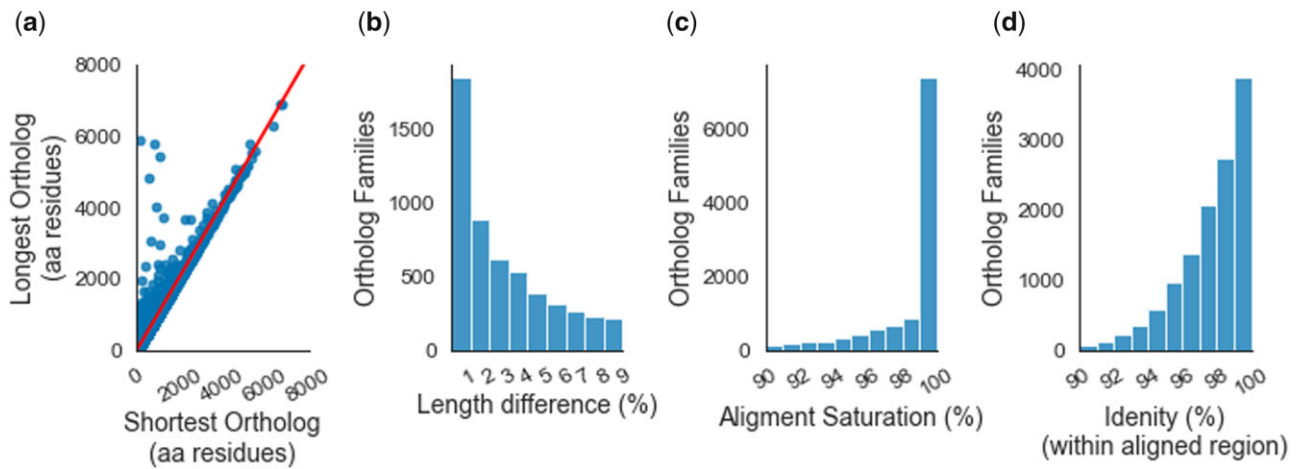 (a)
8000
6000
4000
2000
0
Longest Ortholog
(aa residues)
0 2000 4000 6000 8000
Shortest Ortholog
(aa residues)
(b)
1500
1000
500
0
Ortholog Families
1 2 3 4 5 6 7 8 9
Length difference (%)
(c)
6000
4000
2000
0
Ortholog Families
90 92 94 96 98 100
Aligment Saturation (%)
(d)
4000
3000
2000
1000
0
Ortholog Families
90 92 94 96 98 100
Idenity (%)
(within aligned region)